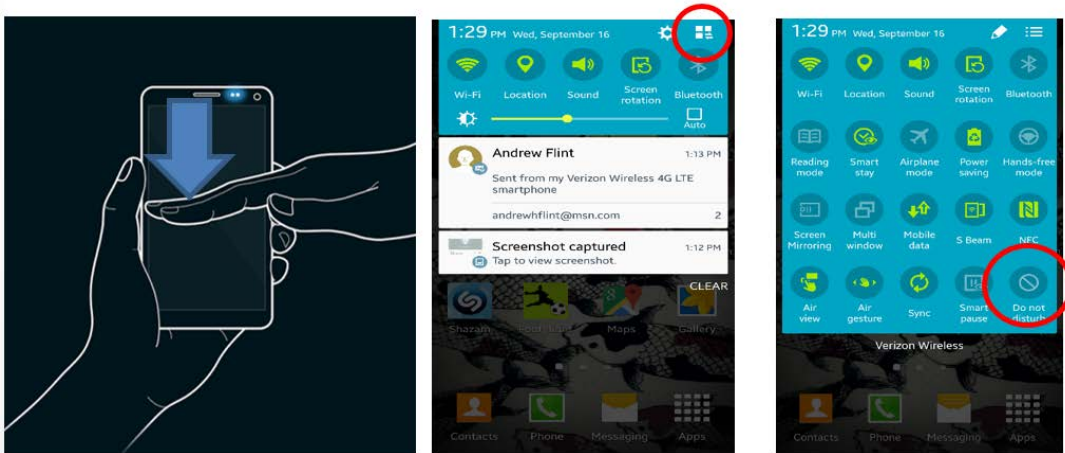 1:29 PM Wed, September 16
Wi-Fi Location Sound Screen rotation Bluetooth
Auto
Andrew Flint 1:13 PM
Sent from my Verizon Wireless 4G LTE
smartphone
andrewhflint@msn.com 2
Screenshot captured 1:12 PM
Tap to view screenshot.
CLEAR
Shazam Maps Gallery
Contacts Phone Messaging Apps
1:29 PM Wed, September 16
Wi-Fi Location Sound Screen rotation Bluetooth
Reading mode Smart stay Airplane mode Power saving Hands-free mode
Screen Mirroring Multi window Mobile data S Beam NFC
Air view Air gesture Sync Smart pause Do not disturb
Verizon Wireless
Contacts Phone Messaging Apps